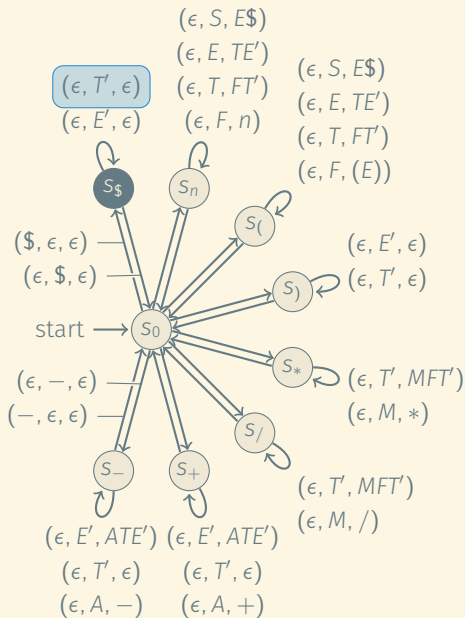 (ϵ, S, E$)
(ϵ, E, TE′)
(ϵ, T, FT′)
(ϵ, F, n)
(ϵ, T′, ϵ)
(ϵ, E′, ϵ)
(ϵ, S, E$)
(ϵ, E, TE′)
(ϵ, T, FT′)
(ϵ, F, (E))
S$
Sn
S(
($, ϵ, ϵ)
(ϵ, $, ϵ)
(ϵ, E′, ϵ)
(ϵ, T′, ϵ)
S)
start
S0
S*
(ϵ, T′, MFT′)
(ϵ, M, *)
(ϵ, −, ϵ)
(−, ϵ, ϵ)
S/
(ϵ, T′, MFT′)
(ϵ, M, /)
S−
S+
(ϵ, E′, ATE′)
(ϵ, T′, ϵ)
(ϵ, A, −)
(ϵ, E′, ATE′)
(ϵ, T′, ϵ)
(ϵ, A, +)